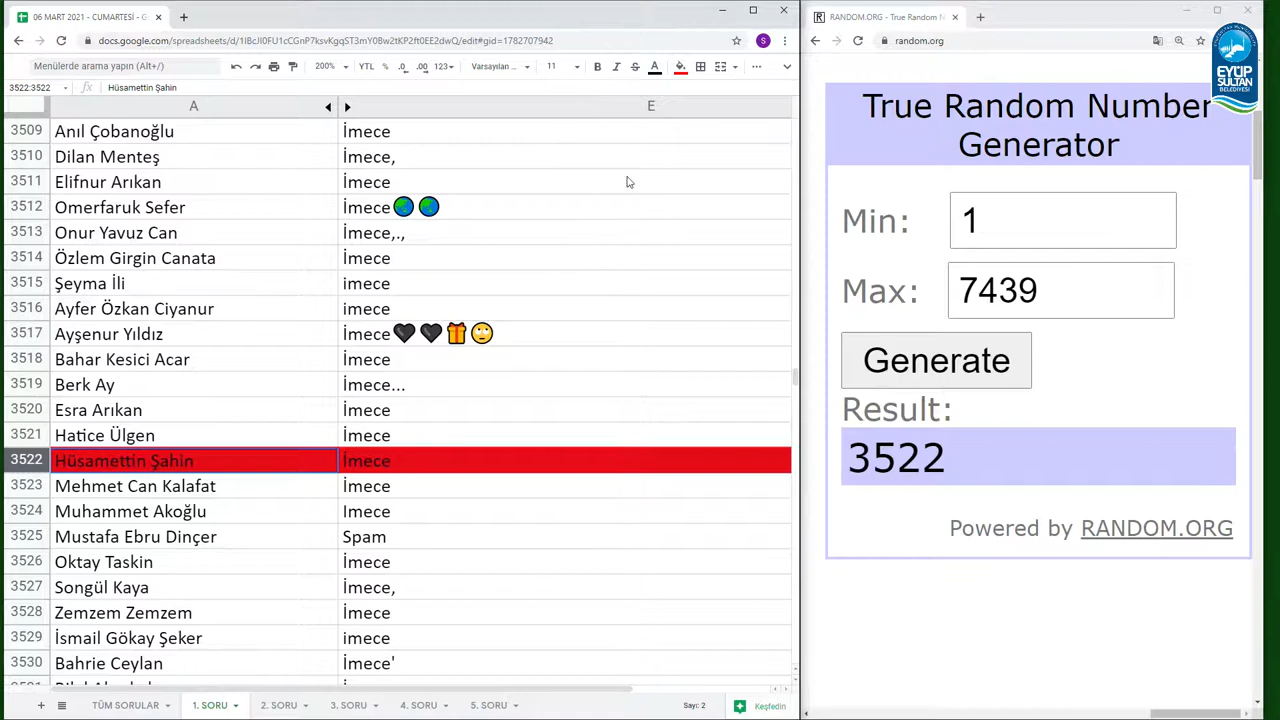 06 MART 2021 - CUMARTESİ - G
docs.google.com/spreadsheets/d/1IBcJI0FU1cCGnP7ksvKgqST3mY0Bw2tKP2ft0EE2dwQ/edit#gid=1782701742
S
Menülerde arama yapın (Alt+/)
200%
YTL
%
.0
.00
123
Varsayılan
B
I
S
A
3522:3522
fx
Hüsamettin Şahin
A
E
3509 Anıl Çobanoğlu İmece
3510 Dilan Menteş İmece,
3511 Elifnur Arıkan İmece
3512 Omerfaruk Sefer İmece🌏🌏
3513 Onur Yavuz Can İmece,.,
3514 Özlem Girgin Canata İmece
3515 Şeyma İli imece
3516 Ayfer Özkan Ciyanur imece
3517 Ayşenur Yıldız İmece🖤🖤🎁🙄
3518 Bahar Kesici Acar İmece
3519 Berk Ay İmece...
3520 Esra Arıkan İmece
3521 Hatice Ülgen İmece
3522 Hüsamettin Şahin İmece
3523 Mehmet Can Kalafat İmece
3524 Muhammet Akoğlu Imece
3525 Mustafa Ebru Dinçer Spam
3526 Oktay Taskin İmece
3527 Songül Kaya İmece,
3528 Zemzem Zemzem İmece
3529 İsmail Gökay Şeker imece
3530 Bahrie Ceylan İmece'
TÜM SORULAR
1. SORU
2. SORU
3. SORU
4. SORU
5. SORU
Sayı: 2
Keşfedin
RANDOM.ORG - True Random N
random.org
EYÜP
SULTAN
BELEDİYESİ
True Random Number
Generator
Min: 1
Max: 7439
Generate
Result:
3522
Powered by RANDOM.ORG